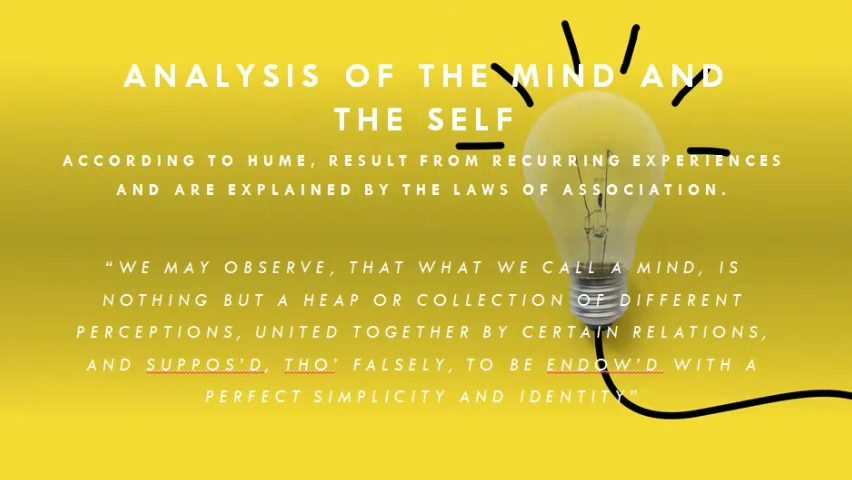 ANALYSIS OF THE MIND AND
THE SELF
ACCORDING TO HUME, RESULT FROM RECURRING EXPERIENCES
AND ARE EXPLAINED BY THE LAWS OF ASSOCIATION.
“WE MAY OBSERVE, THAT WHAT WE CALL A MIND, IS
NOTHING BUT A HEAP OR COLLECTION OF DIFFERENT
PERCEPTIONS, UNITED TOGETHER BY CERTAIN RELATIONS,
AND SUPPOS’D, THO’ FALSELY, TO BE ENDOW’D WITH A
PERFECT SIMPLICITY AND IDENTITY”